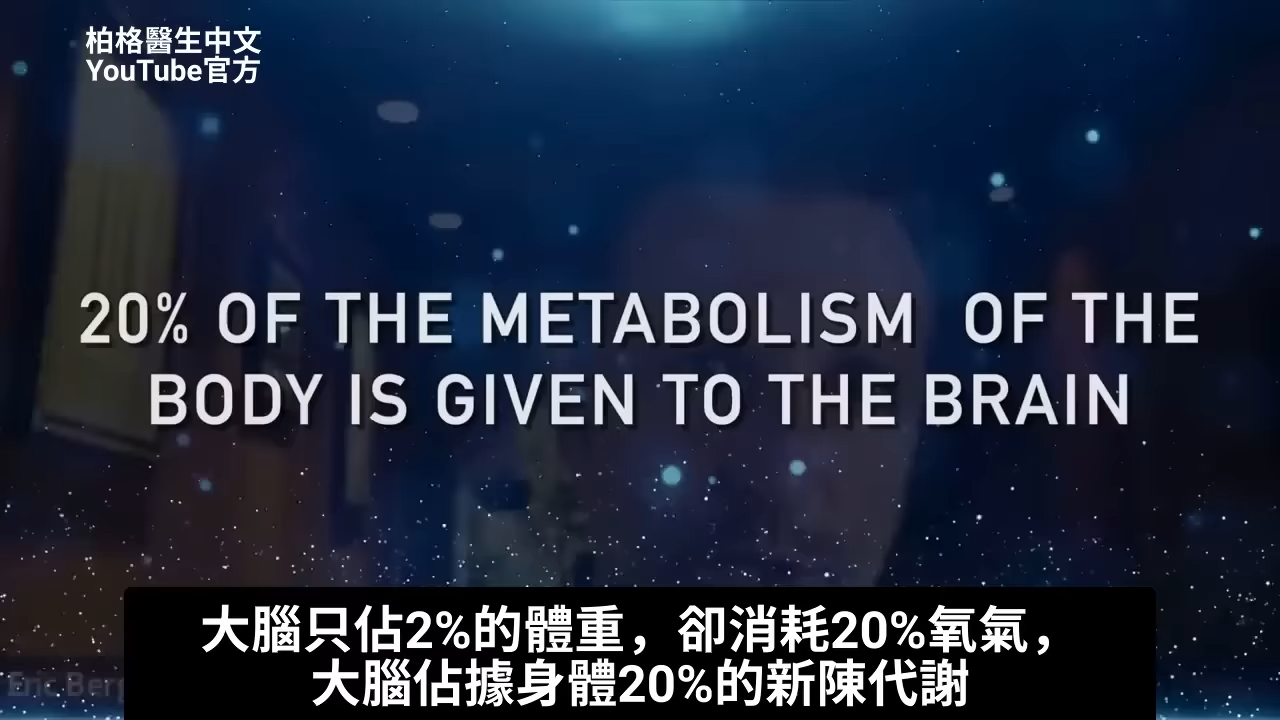 柏格醫生中文
YouTube官方
20% OF THE METABOLISM OF THE
BODY IS GIVEN TO THE BRAIN
大腦只佔2%的體重，卻消耗20%氧氣，
大腦佔據身體20%的新陳代謝
Eric Berg